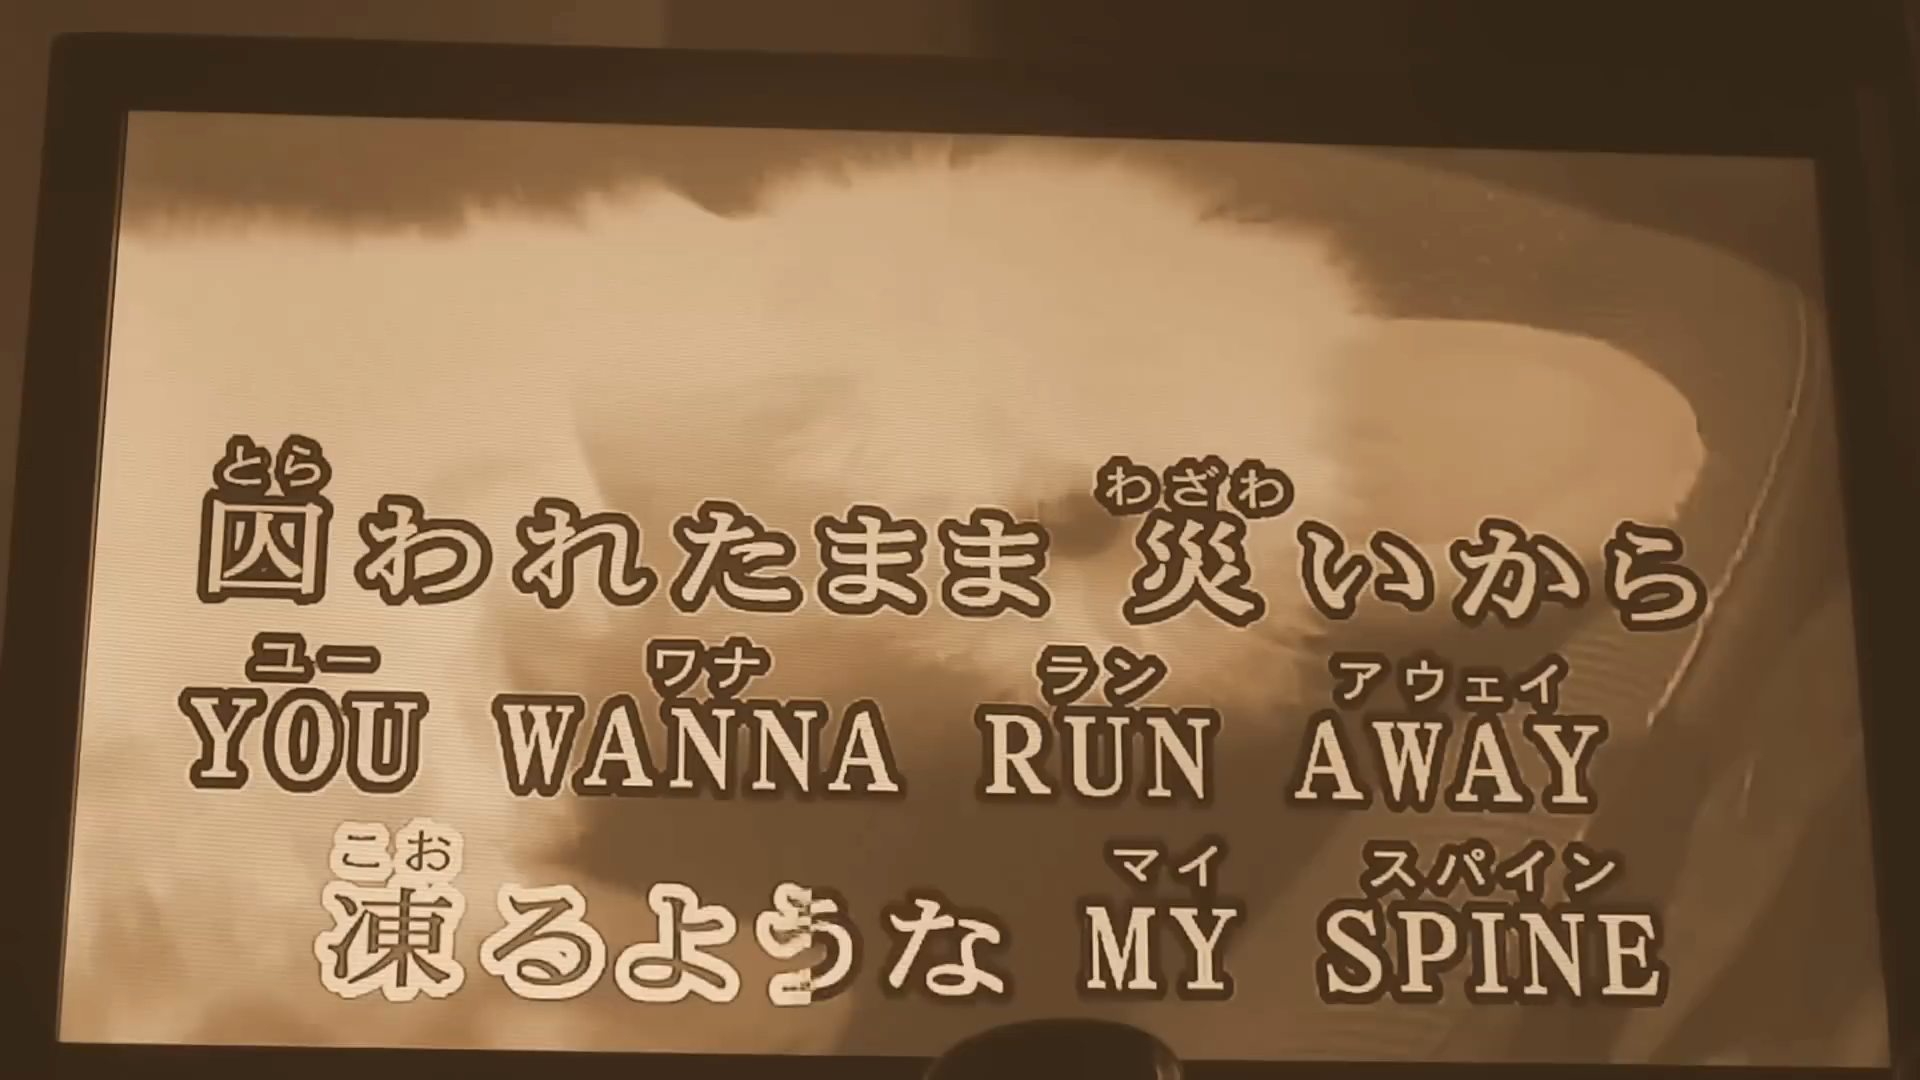 とら わざわ
囚われたまま 災いから
ユー ワナ ラン アウェイ
YOU WANNA RUN AWAY
こお マイ スパイン
凍るような MY SPINE